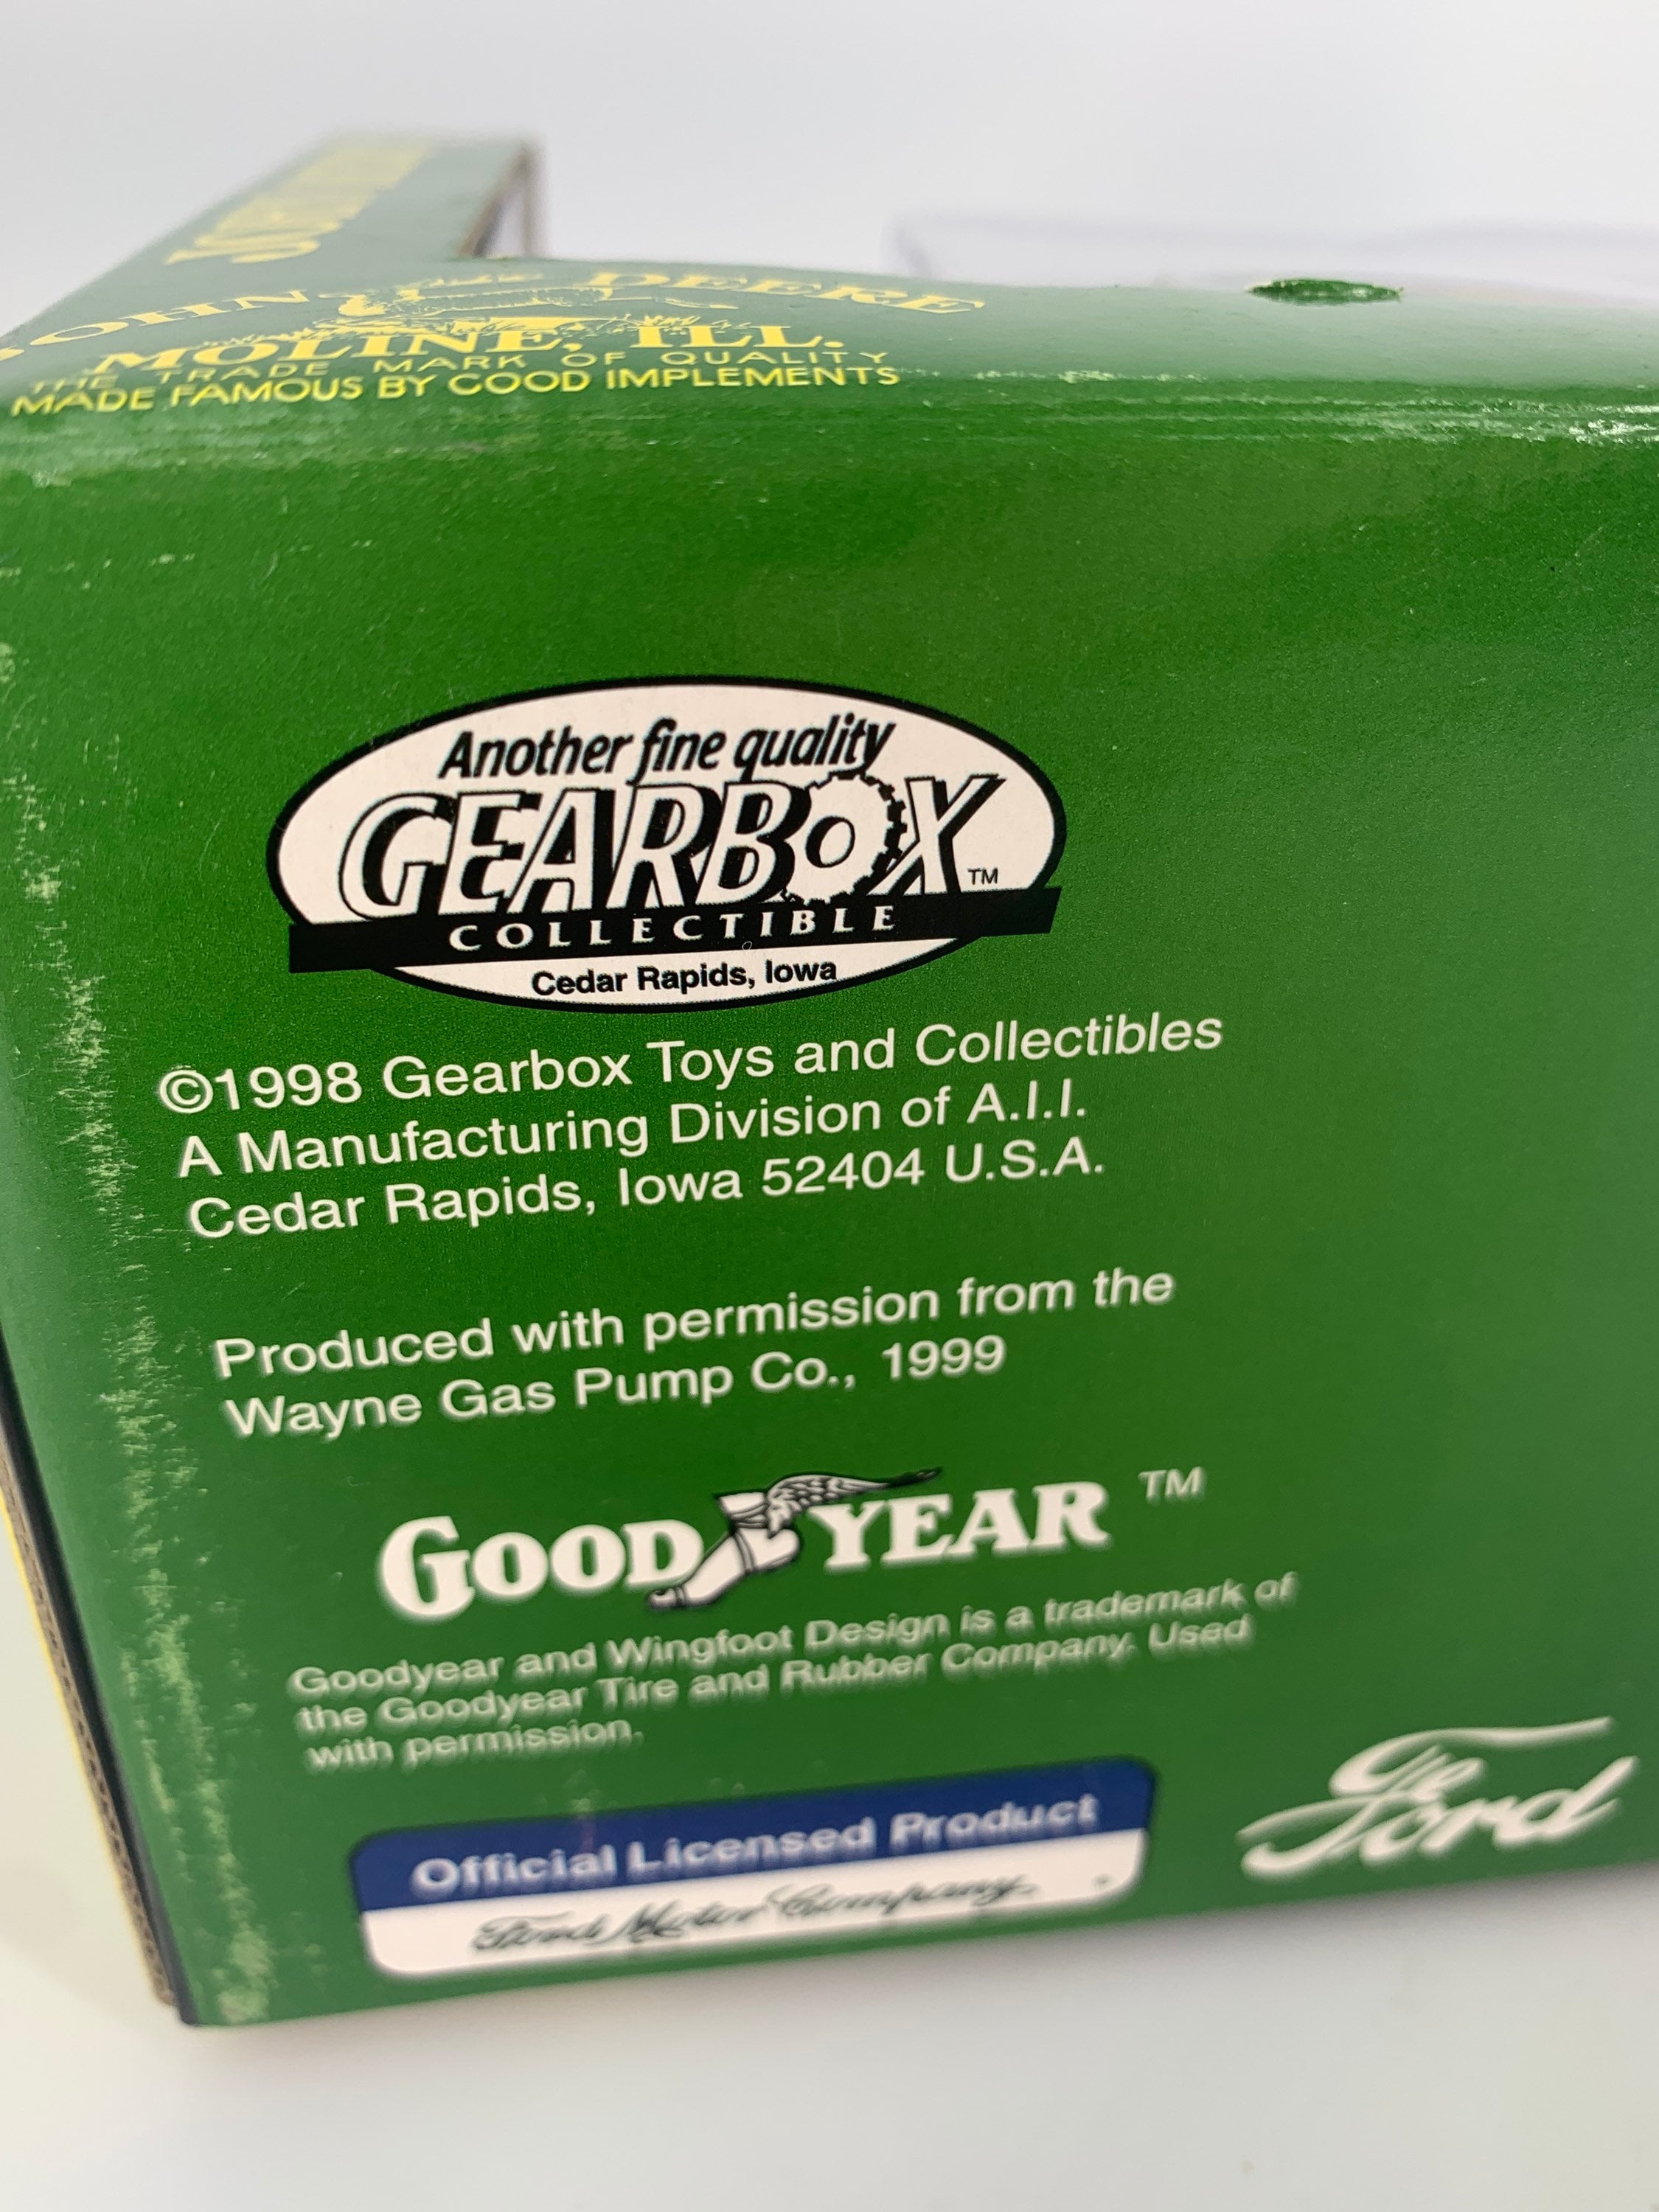 JOHN DEERE
MOLINE, ILL.
THE TRADE MARK OF QUALITY
MADE FAMOUS BY GOOD IMPLEMENTS
Another fine quality
GEARBOX™
COLLECTIBLE
Cedar Rapids, Iowa
©1998 Gearbox Toys and Collectibles
A Manufacturing Division of A.I.I.
Cedar Rapids, Iowa 52404 U.S.A.
Produced with permission from the
Wayne Gas Pump Co., 1999
GOODYEAR ™
Goodyear and Wingfoot Design is a trademark of
the Goodyear Tire and Rubber Company. Used
with permission.
Official Licensed Product
Ford Motor Company
Ford